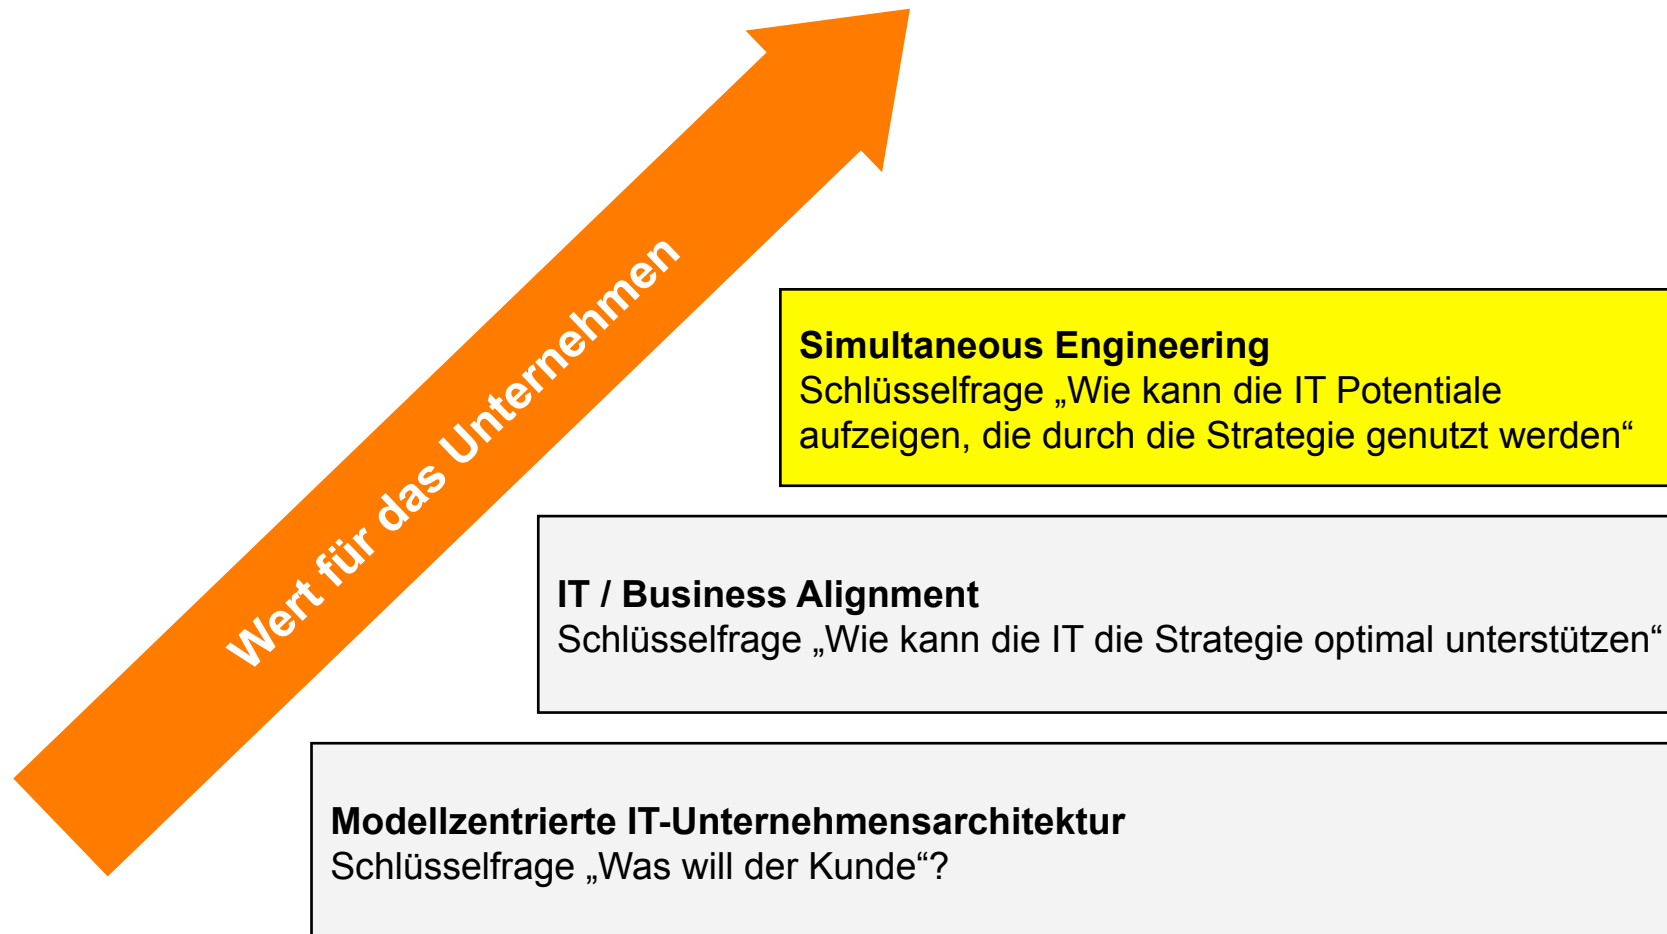 Wert für das Unternehmen
Simultaneous Engineering
Schlüsselfrage „Wie kann die IT Potentiale
aufzeigen, die durch die Strategie genutzt werden“
IT / Business Alignment
Schlüsselfrage „Wie kann die IT die Strategie optimal unterstützen“
Modellzentrierte IT-Unternehmensarchitektur
Schlüsselfrage „Was will der Kunde“?